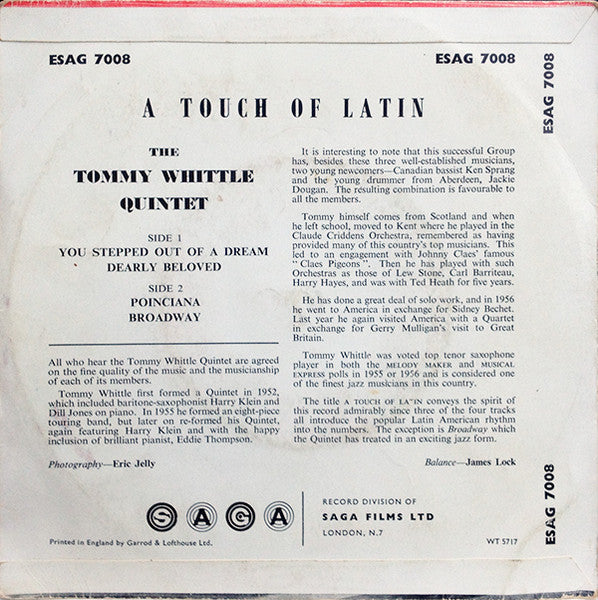 ESAG 7008
ESAG 7008
ESAG 7008
A TOUCH OF LATIN
THE
TOMMY WHITTLE
QUINTET
SIDE 1
YOU STEPPED OUT OF A DREAM
DEARLY BELOVED
SIDE 2
POINCIANA
BROADWAY
All who hear the Tommy Whittle Quintet are agreed
on the fine quality of the music and the musicianship
of each of its members.
Tommy Whittle first formed a Quintet in 1952,
which included baritone-saxophonist Harry Klein and
Dill Jones on piano. In 1955 he formed an eight-piece
touring band, but later on re-formed his Quintet,
again featuring Harry Klein and with the happy
inclusion of brilliant pianist, Eddie Thompson.
It is interesting to note that this successful Group
has, besides these three well-established musicians,
two young newcomers—Canadian bassist Ken Sprang
and the young drummer from Aberdeen, Jackie
Dougan. The resulting combination is favourable to
all the members.
Tommy himself comes from Scotland and when
he left school, moved to Kent where he played in the
Claude Criddens Orchestra, remembered as having
provided many of this country's top musicians. This
led to an engagement with Johnny Claes' famous
"Claes Pigeons". Then he has played with such
Orchestras as those of Lew Stone, Carl Barriteau,
Harry Hayes, and was with Ted Heath for five years.
He has done a great deal of solo work, and in 1956
he went to America in exchange for Sidney Bechet.
Last year he again visited America with a Quartet
in exchange for Gerry Mulligan's visit to Great
Britain.
Tommy Whittle was voted top tenor saxophone
player in both the MELODY MAKER and MUSICAL
EXPRESS polls in 1955 or 1956 and is considered one
of the finest jazz musicians in this country.
The title A TOUCH OF LATIN conveys the spirit of
this record admirably since three of the four tracks
all introduce the popular Latin American rhythm
into the numbers. The exception is Broadway which
the Quintet has treated in an exciting jazz form.
Photography—Eric Jelly
Balance—James Lock
SAGA
RECORD DIVISION OF
SAGA FILMS LTD
LONDON, N.7
Printed in England by Garrod & Lofthouse Ltd.
WT 5717
ESAG 7008